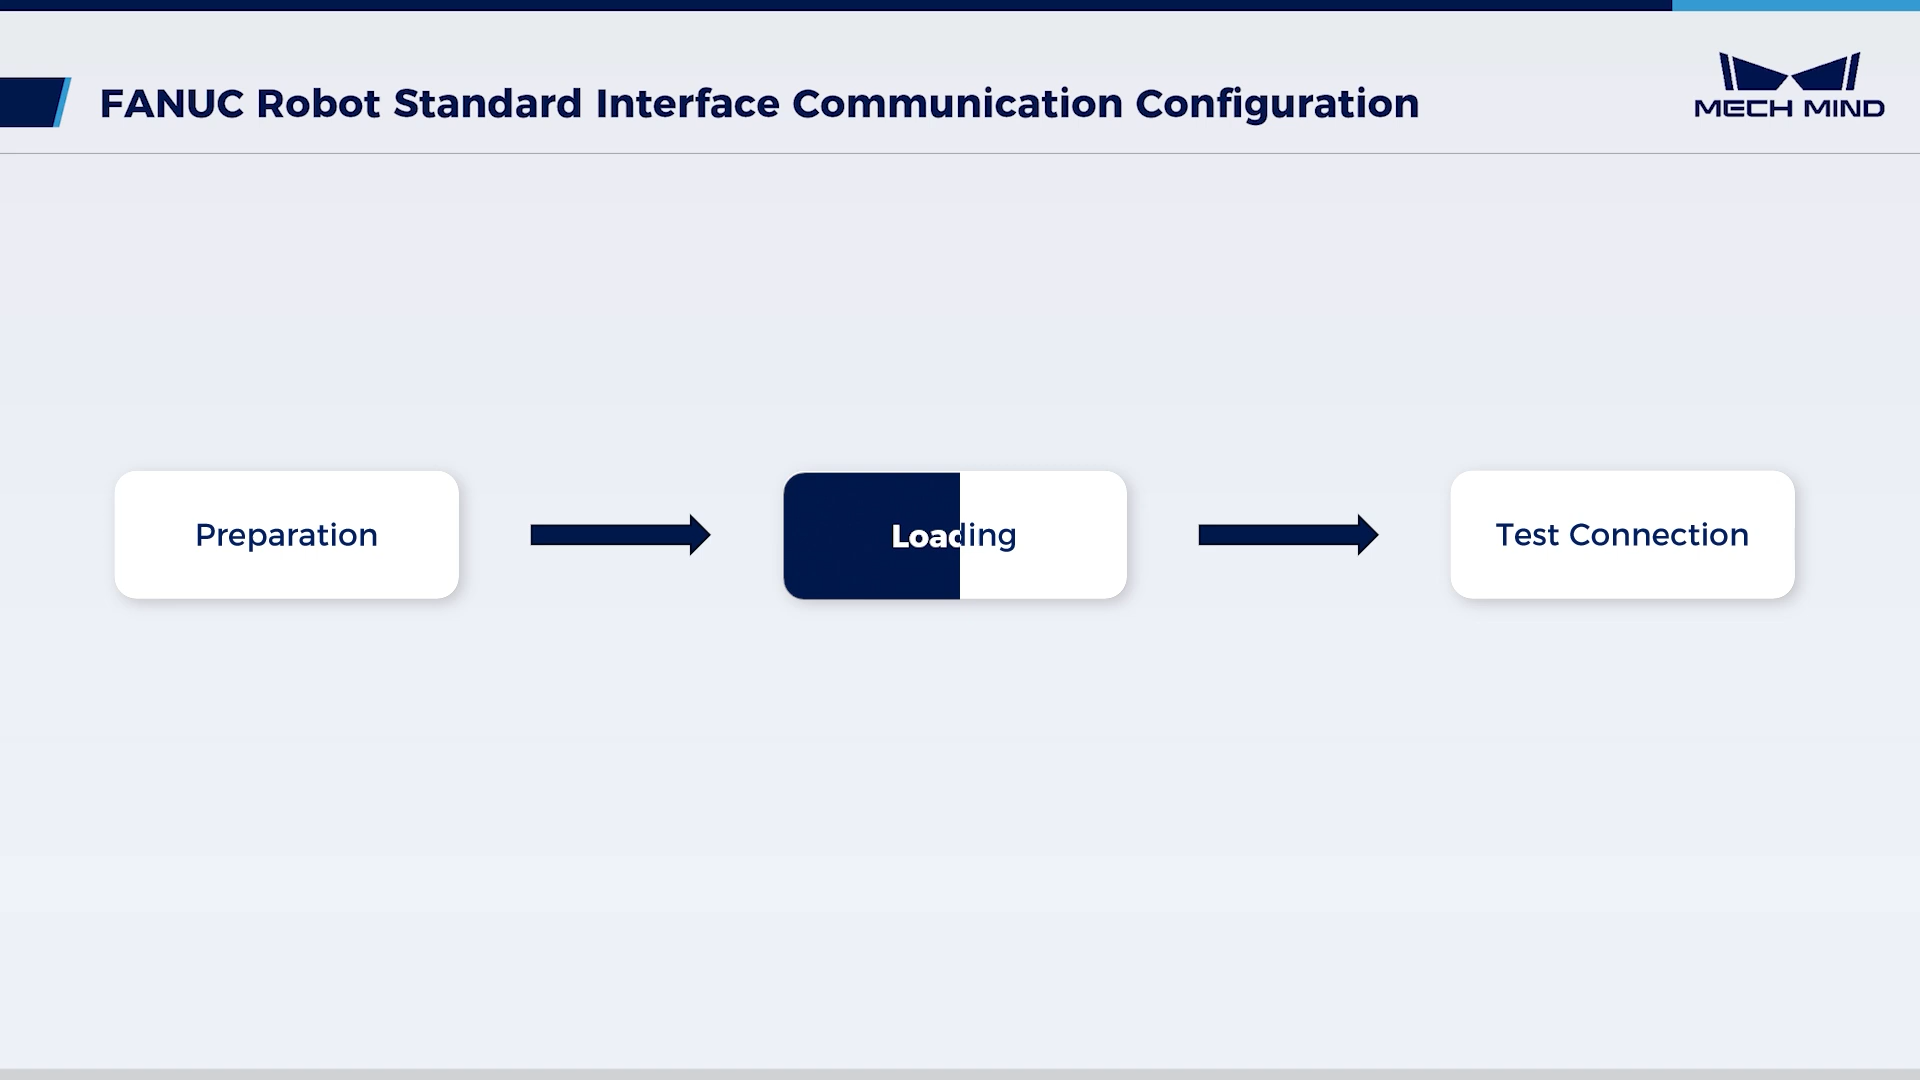 FANUC Robot Standard Interface Communication Configuration
MECH MIND
Preparation
Loading
Test Connection